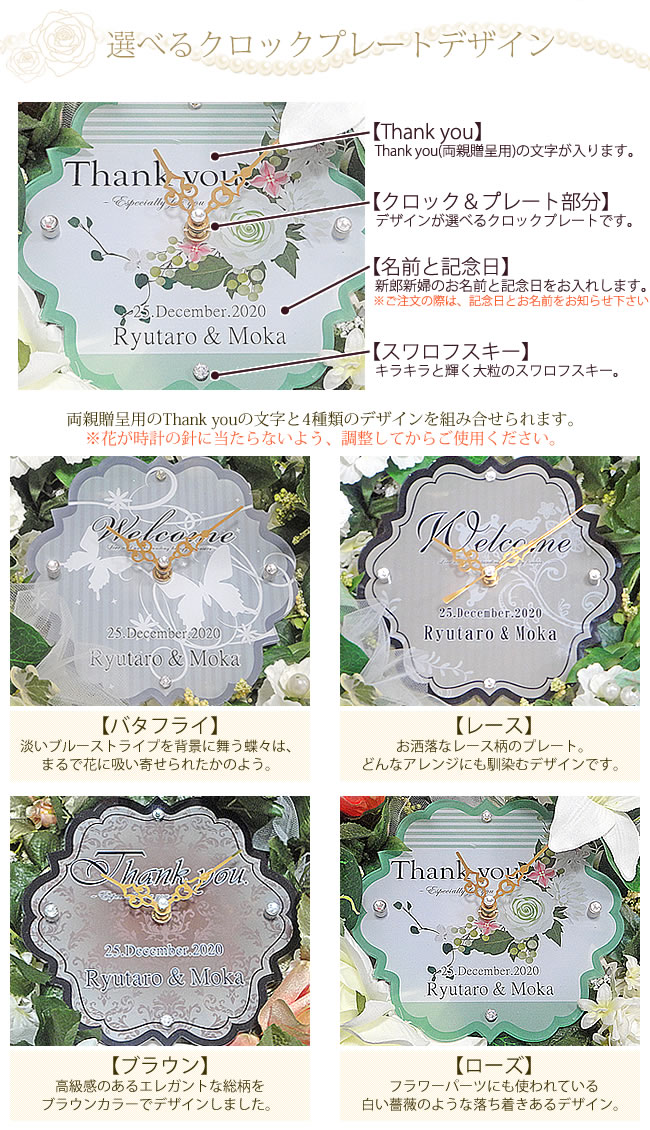 選べるクロックプレートデザイン
【Thank you】
Thank you(両親贈呈用)の文字が入ります。
【クロック＆プレート部分】
デザインが選べるクロックプレートです。
【名前と記念日】
新郎新婦のお名前と記念日をお入れします。
※ご注文の際は、記念日とお名前をお知らせ下さい
【スワロフスキー】
キラキラと輝く大粒のスワロフスキー。
Thank you.
25.December.2020
Ryutaro & Moka
両親贈呈用のThank youの文字と4種類のデザインを組み合せられます。
※花が時計の針に当たらないよう、調整してからご使用ください。
Welcome
25.December.2020
Ryutaro & Moka
【バタフライ】
淡いブルーストライプを背景に舞う蝶々は、
まるで花に吸い寄せられたかのよう。
Welcome
25.December.2020
Ryutaro & Moka
【レース】
お洒落なレース柄のプレート。
どんなアレンジにも馴染むデザインです。
Thank you.
25.December.2020
Ryutaro & Moka
【ブラウン】
高級感のあるエレガントな総柄を
ブラウンカラーでデザインしました。
Thank you.
25.December.2020
Ryutaro & Moka
【ローズ】
フラワーパーツにも使われている
白い薔薇のような落ち着きあるデザイン。